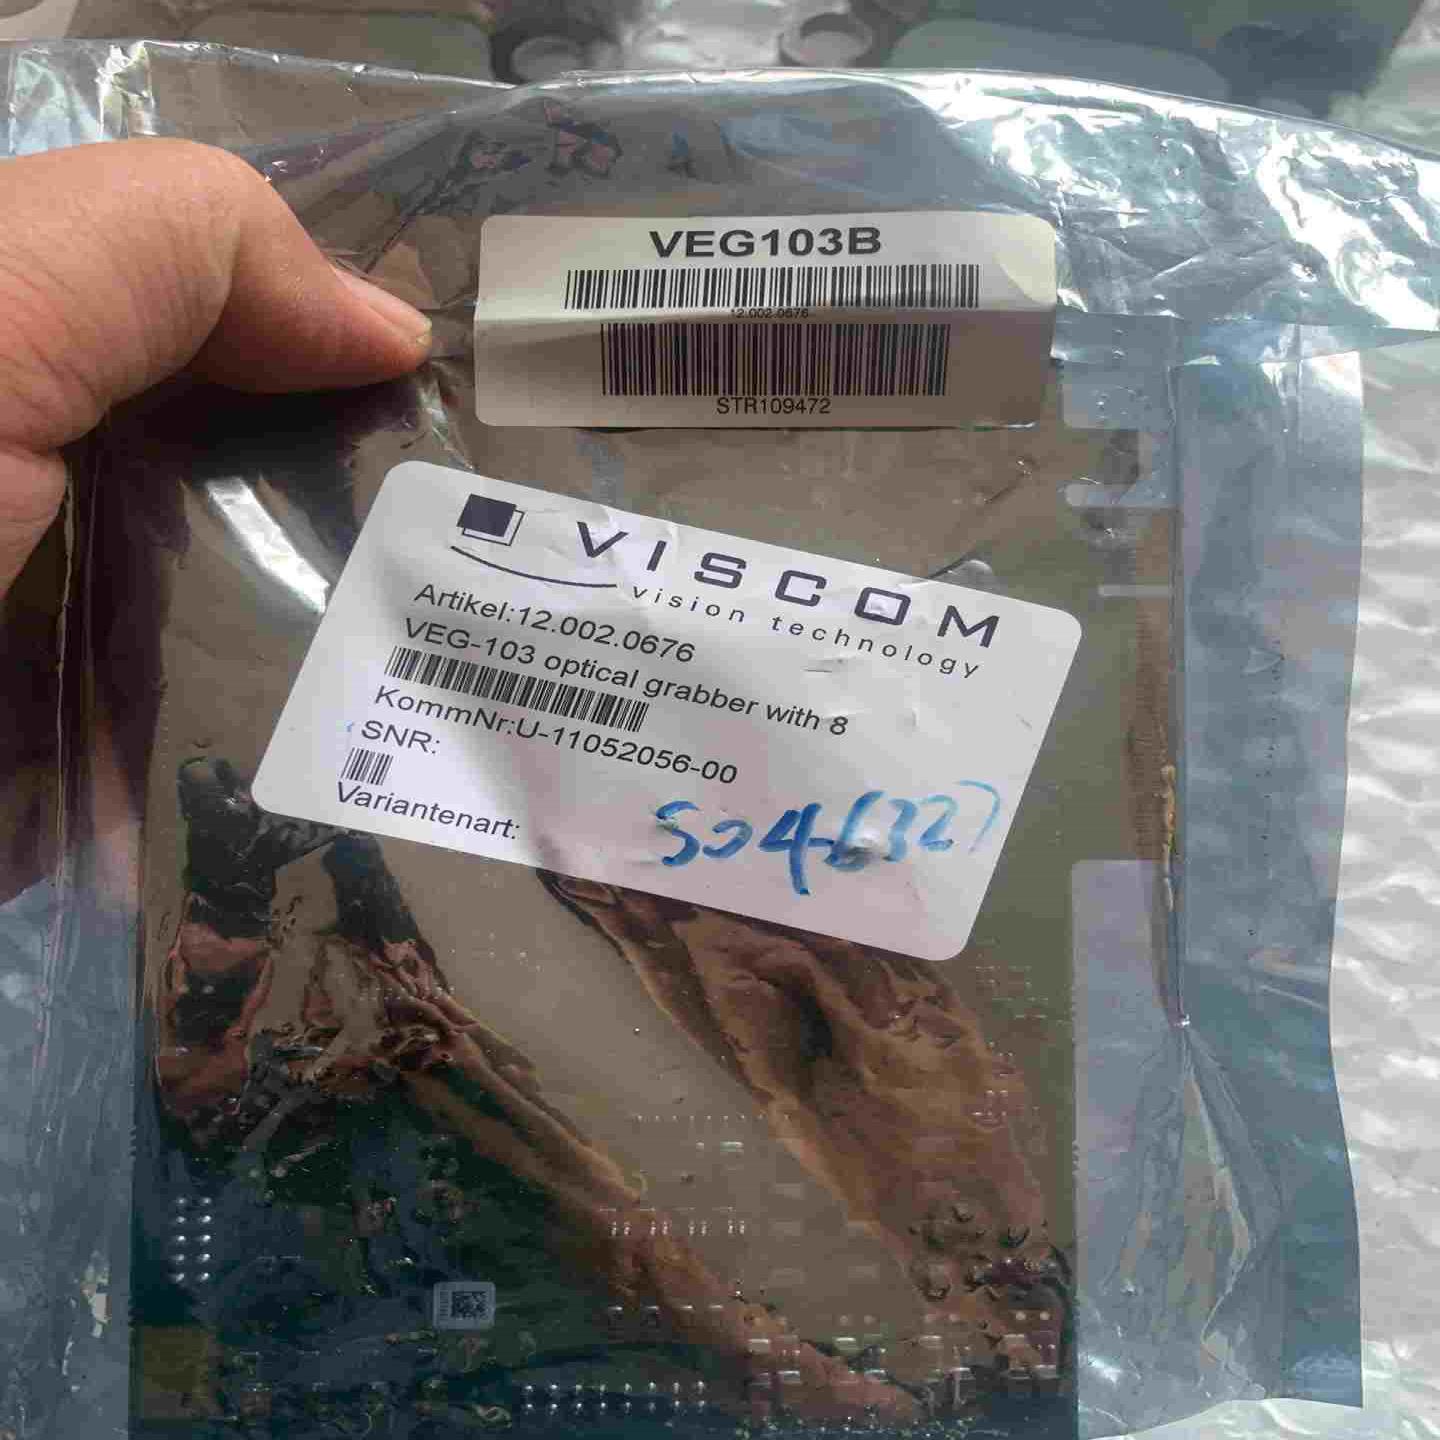 VEG103B
12.002.0676
STR109472
VISCOM
vision technology
Artikel:12.002.0676
VEG-103 optical grabber with 8
KommNr:U-11052056-00
SNR:
Variantenart: